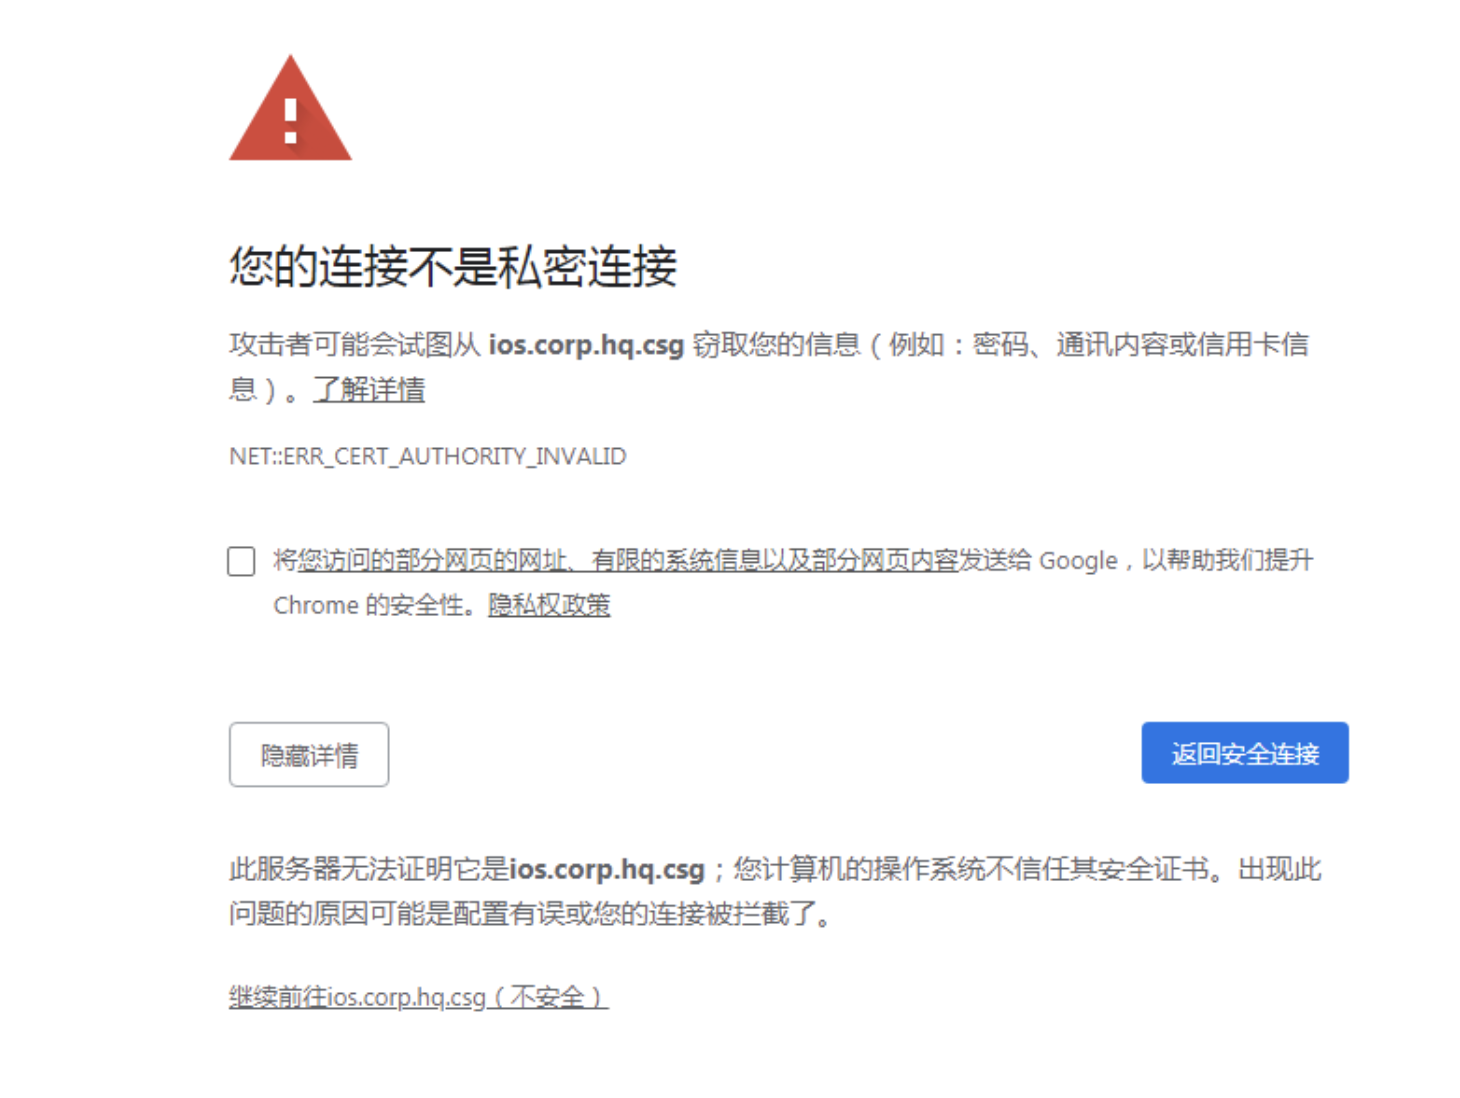 您的连接不是私密连接
攻击者可能会试图从 ios.corp.hq.csg 窃取您的信息（例如：密码、通讯内容或信用卡信
息）。了解详情
NET::ERR_CERT_AUTHORITY_INVALID
将您访问的部分网页的网址、有限的系统信息以及部分网页内容发送给 Google，以帮助我们提升
Chrome 的安全性。隐私权政策
隐藏详情
返回安全连接
此服务器无法证明它是ios.corp.hq.csg；您计算机的操作系统不信任其安全证书。出现此
问题的原因可能是配置有误或您的连接被拦截了。
继续前往ios.corp.hq.csg（不安全）